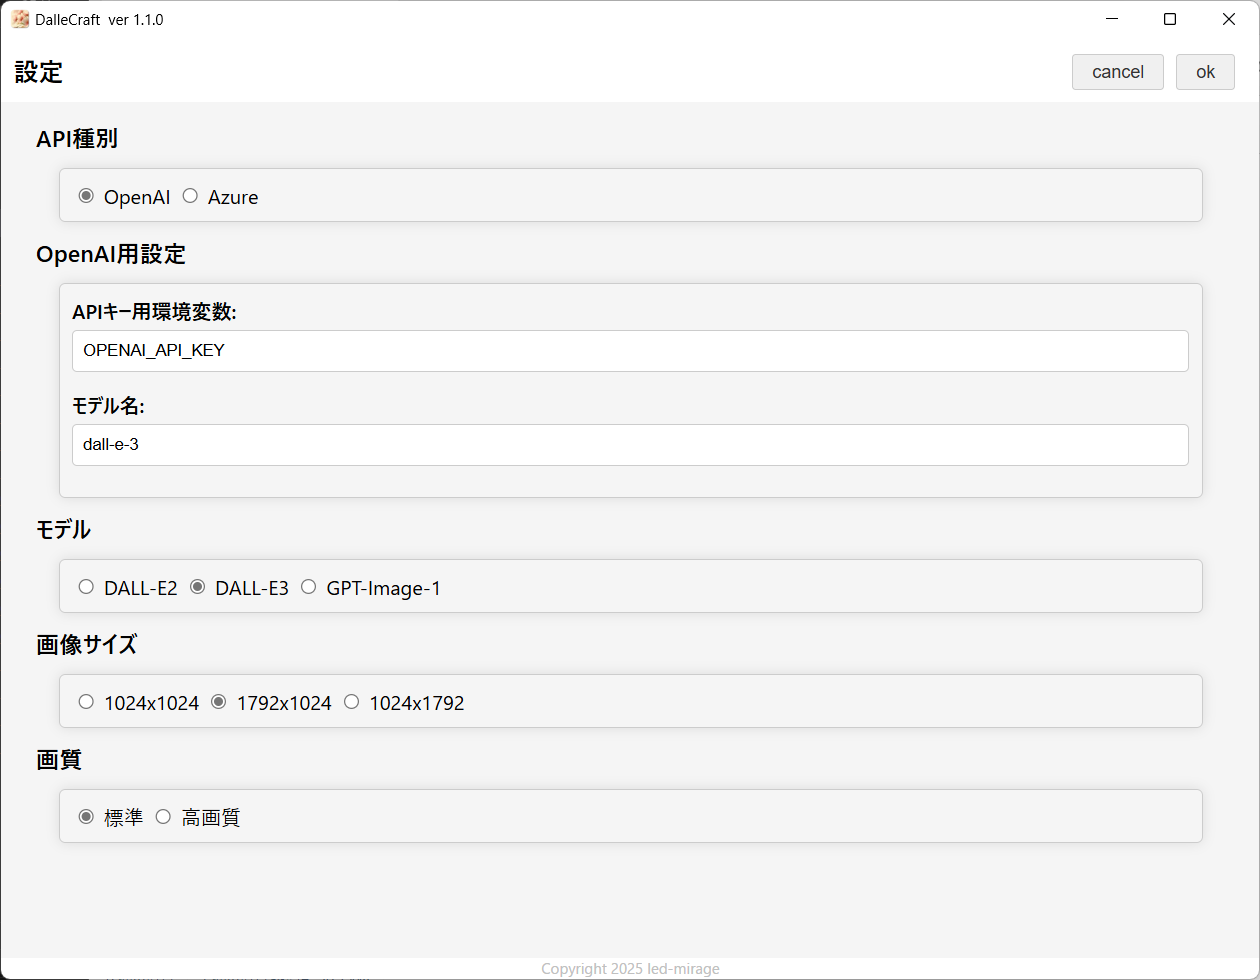 DalleCraft ver 1.1.0
設定
cancel ok
API種別
OpenAI Azure
OpenAI用設定
APIキー用環境変数:
OPENAI_API_KEY
モデル名:
dall-e-3
モデル
DALL-E2 DALL-E3 GPT-Image-1
画像サイズ
1024x1024 1792x1024 1024x1792
画質
標準 高画質
Copyright 2025 led-mirage